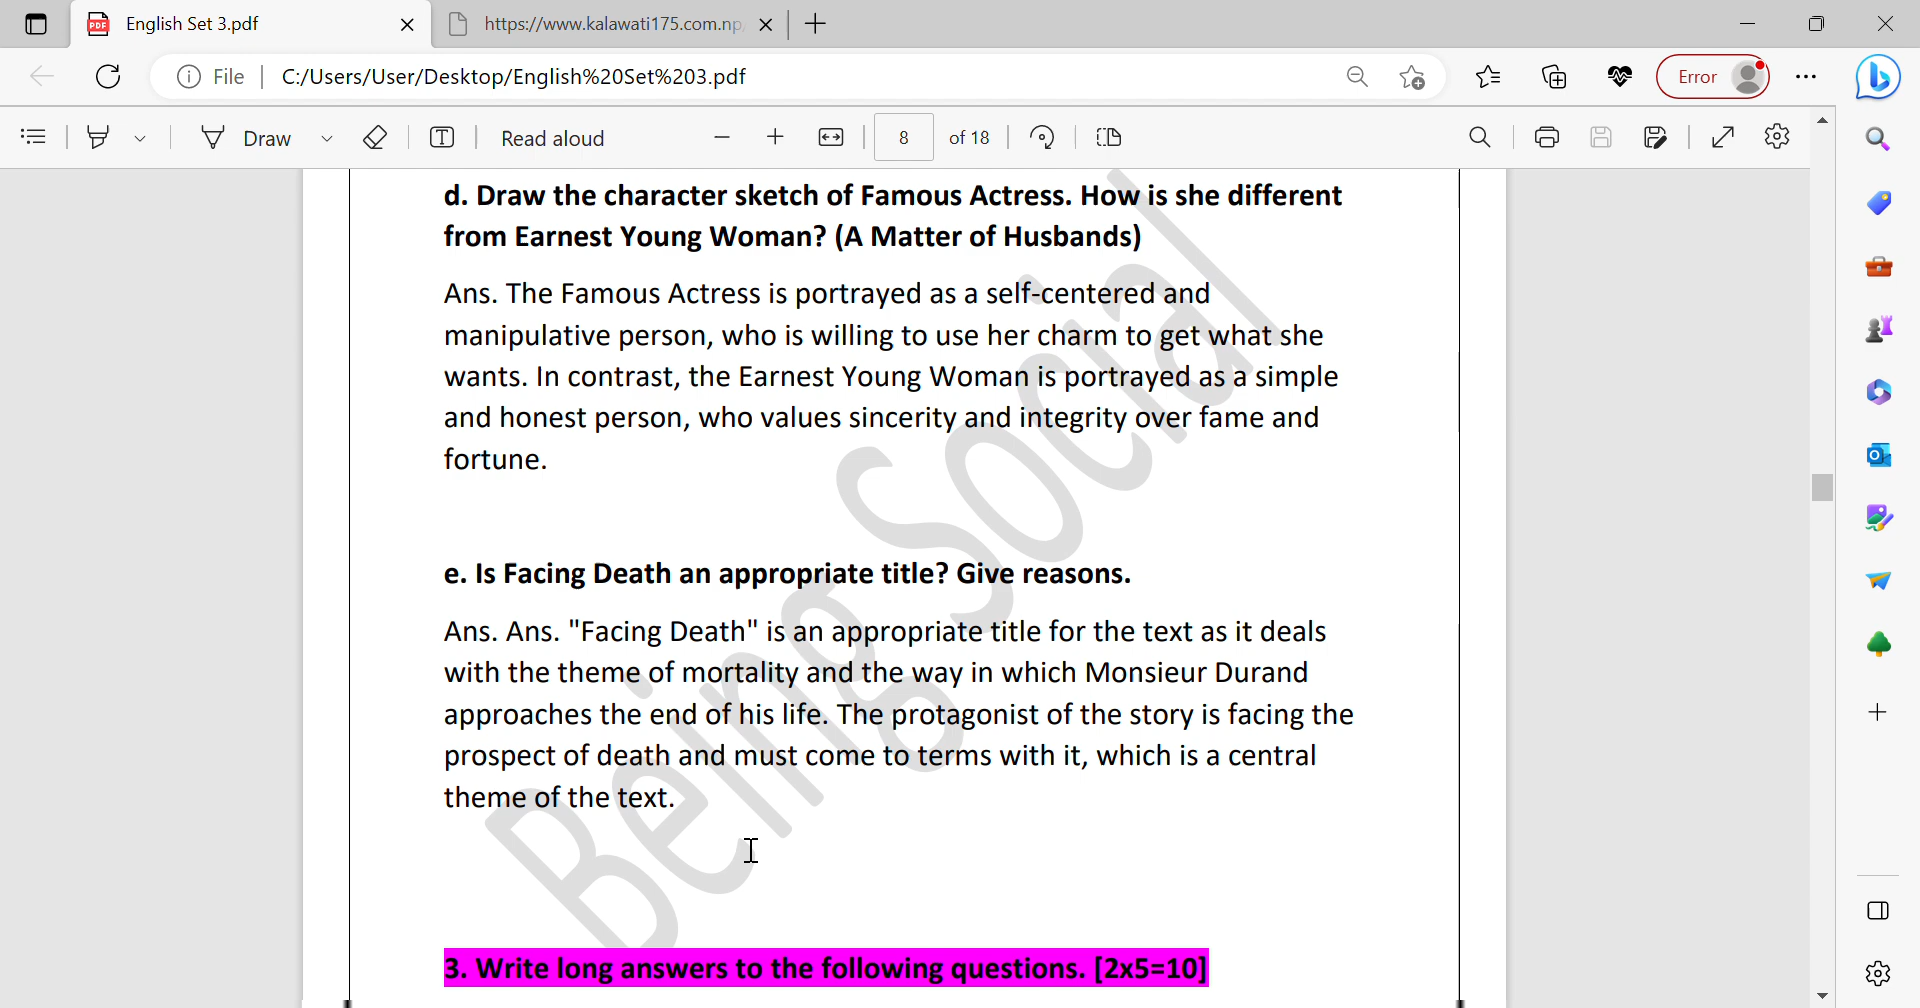 English Set 3.pdf
https://www.kalawati175.com.np/
File
C:/Users/User/Desktop/English%20Set%203.pdf
Error
Draw
Read aloud
8
of 18
d. Draw the character sketch of Famous Actress. How is she different
from Earnest Young Woman? (A Matter of Husbands)
Ans. The Famous Actress is portrayed as a self-centered and
manipulative person, who is willing to use her charm to get what she
wants. In contrast, the Earnest Young Woman is portrayed as a simple
and honest person, who values sincerity and integrity over fame and
fortune.
e. Is Facing Death an appropriate title? Give reasons.
Ans. Ans. "Facing Death" is an appropriate title for the text as it deals
with the theme of mortality and the way in which Monsieur Durand
approaches the end of his life. The protagonist of the story is facing the
prospect of death and must come to terms with it, which is a central
theme of the text.
3. Write long answers to the following questions. [2x5=10]
Being Social